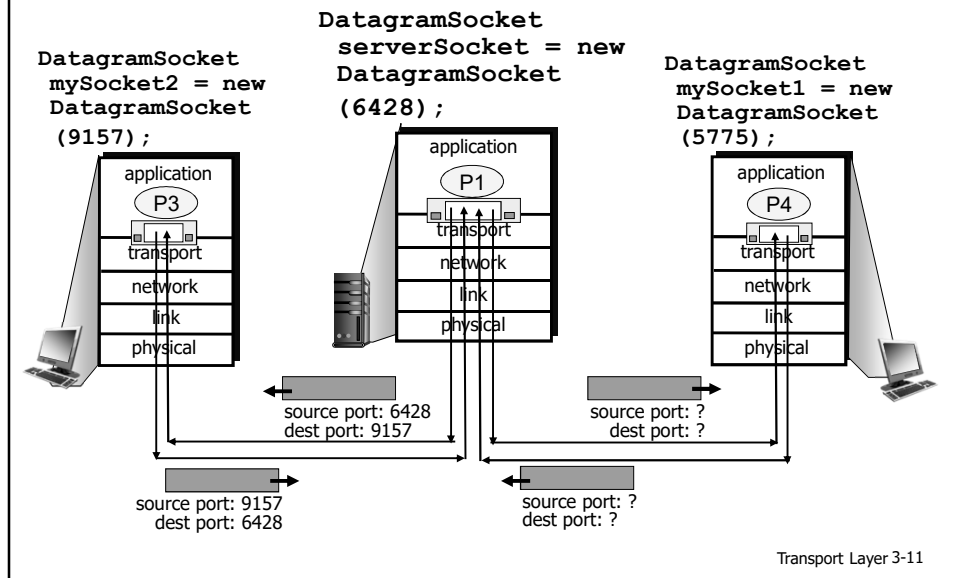 DatagramSocket
serverSocket = new
DatagramSocket
(6428);
DatagramSocket
mySocket2 = new
DatagramSocket
(9157);
DatagramSocket
mySocket1 = new
DatagramSocket
(5775);
application
P3
transport
network
link
physical
application
P1
transport
network
link
physical
application
P4
transport
network
link
physical
source port: 6428
dest port: 9157
source port: ?
dest port: ?
source port: 9157
dest port: 6428
source port: ?
dest port: ?
Transport Layer 3-11